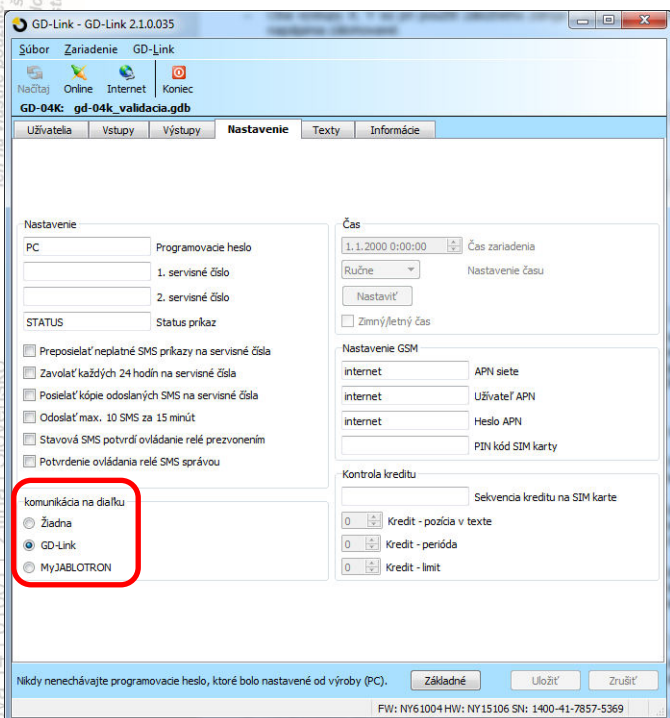 GD-Link - GD-Link 2.1.0.035
Súbor Zariadenie GD-Link
Načítaj Online Internet Koniec
GD-04K: gd-04k_validacia.gdb
Užívatelia Vstupy Výstupy Nastavenie Texty Informácie
Nastavenie
PC Programovacie heslo
1. servisné číslo
2. servisné číslo
STATUS Status príkaz
Preposielať neplatné SMS príkazy na servisné čísla
Zavolať každých 24 hodín na servisné čísla
Posielať kópie odoslaných SMS na servisné čísla
Odoslať max. 10 SMS za 15 minút
Stavová SMS potvrdí ovládanie relé prezvonením
Potvrdenie ovládania relé SMS správou
komunikácia na diaľku
Žiadna
GD-Link
MyJABLOTRON
Čas
1.1.2000 0:00:00 Čas zariadenia
Ručne Nastavenie času
Nastaviť
Zimný/letný čas
Nastavenie GSM
internet APN siete
internet Užívateľ APN
internet Heslo APN
PIN kód SIM karty
Kontrola kreditu
Sekvencia kreditu na SIM karte
0 Kredit - pozícia v texte
0 Kredit - perióda
0 Kredit - limit
Nikdy nenechávajte programovacie heslo, ktoré bolo nastavené od výroby (PC). Základné Uložiť Zrušiť
FW: NY61004 HW: NY15106 SN: 1400-41-7857-5369